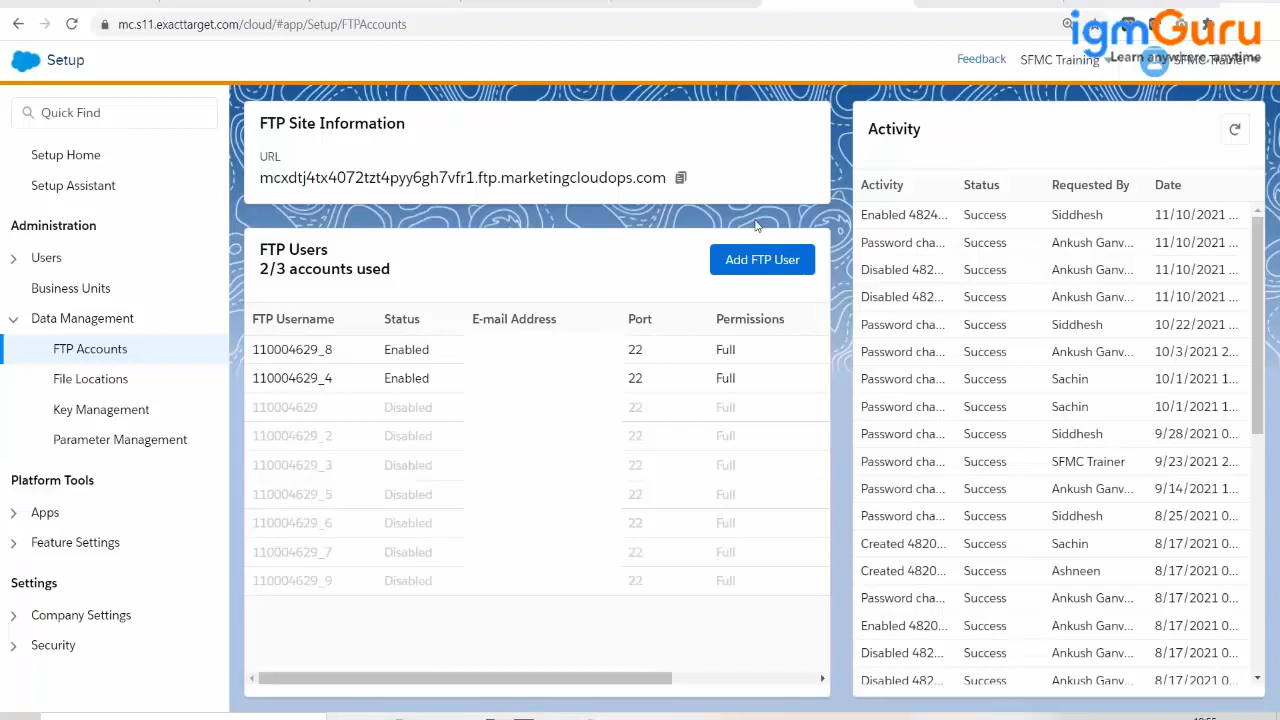 mc.s11.exacttarget.com/cloud/#app/Setup/FTPAccounts
igmGuru
Learn anywhere, anytime
Setup
Feedback
SFMC Training
SFMC Trainer
Quick Find
Setup Home
Setup Assistant
Administration
Users
Business Units
Data Management
FTP Accounts
File Locations
Key Management
Parameter Management
Platform Tools
Apps
Feature Settings
Settings
Company Settings
Security
FTP Site Information
URL
mcxdtj4tx4072tzt4pyy6gh7vfr1.ftp.marketingcloudops.com
FTP Users
2/3 accounts used
Add FTP User
FTP Username Status E-mail Address Port Permissions
110004629_8 Enabled 22 Full
110004629_4 Enabled 22 Full
110004629 Disabled 22 Full
110004629_2 Disabled 22 Full
110004629_3 Disabled 22 Full
110004629_5 Disabled 22 Full
110004629_6 Disabled 22 Full
110004629_7 Disabled 22 Full
110004629_9 Disabled 22 Full
Activity
Activity Status Requested By Date
Enabled 4824... Success Siddhesh 11/10/2021 ...
Password cha... Success Ankush Ganv... 11/10/2021 ...
Disabled 482... Success Ankush Ganv... 11/10/2021 ...
Disabled 482... Success Ankush Ganv... 11/10/2021 ...
Password cha... Success Siddhesh 10/22/2021 ...
Password cha... Success Ankush Ganv... 10/3/2021 2...
Password cha... Success Sachin 10/1/2021 1...
Password cha... Success Sachin 10/1/2021 1...
Password cha... Success Siddhesh 9/28/2021 0...
Password cha... Success SFMC Trainer 9/23/2021 2...
Password cha... Success Ankush Ganv... 9/14/2021 1...
Password cha... Success Siddhesh 8/25/2021 0...
Created 4820... Success Sachin 8/17/2021 0...
Created 4820... Success Ashneen 8/17/2021 0...
Password cha... Success Ankush Ganv... 8/17/2021 0...
Enabled 4820... Success Ankush Ganv... 8/17/2021 0...
Disabled 482... Success Ankush Ganv... 8/17/2021 0...
Disabled 482... Success Ankush Ganv... 8/17/2021 0...